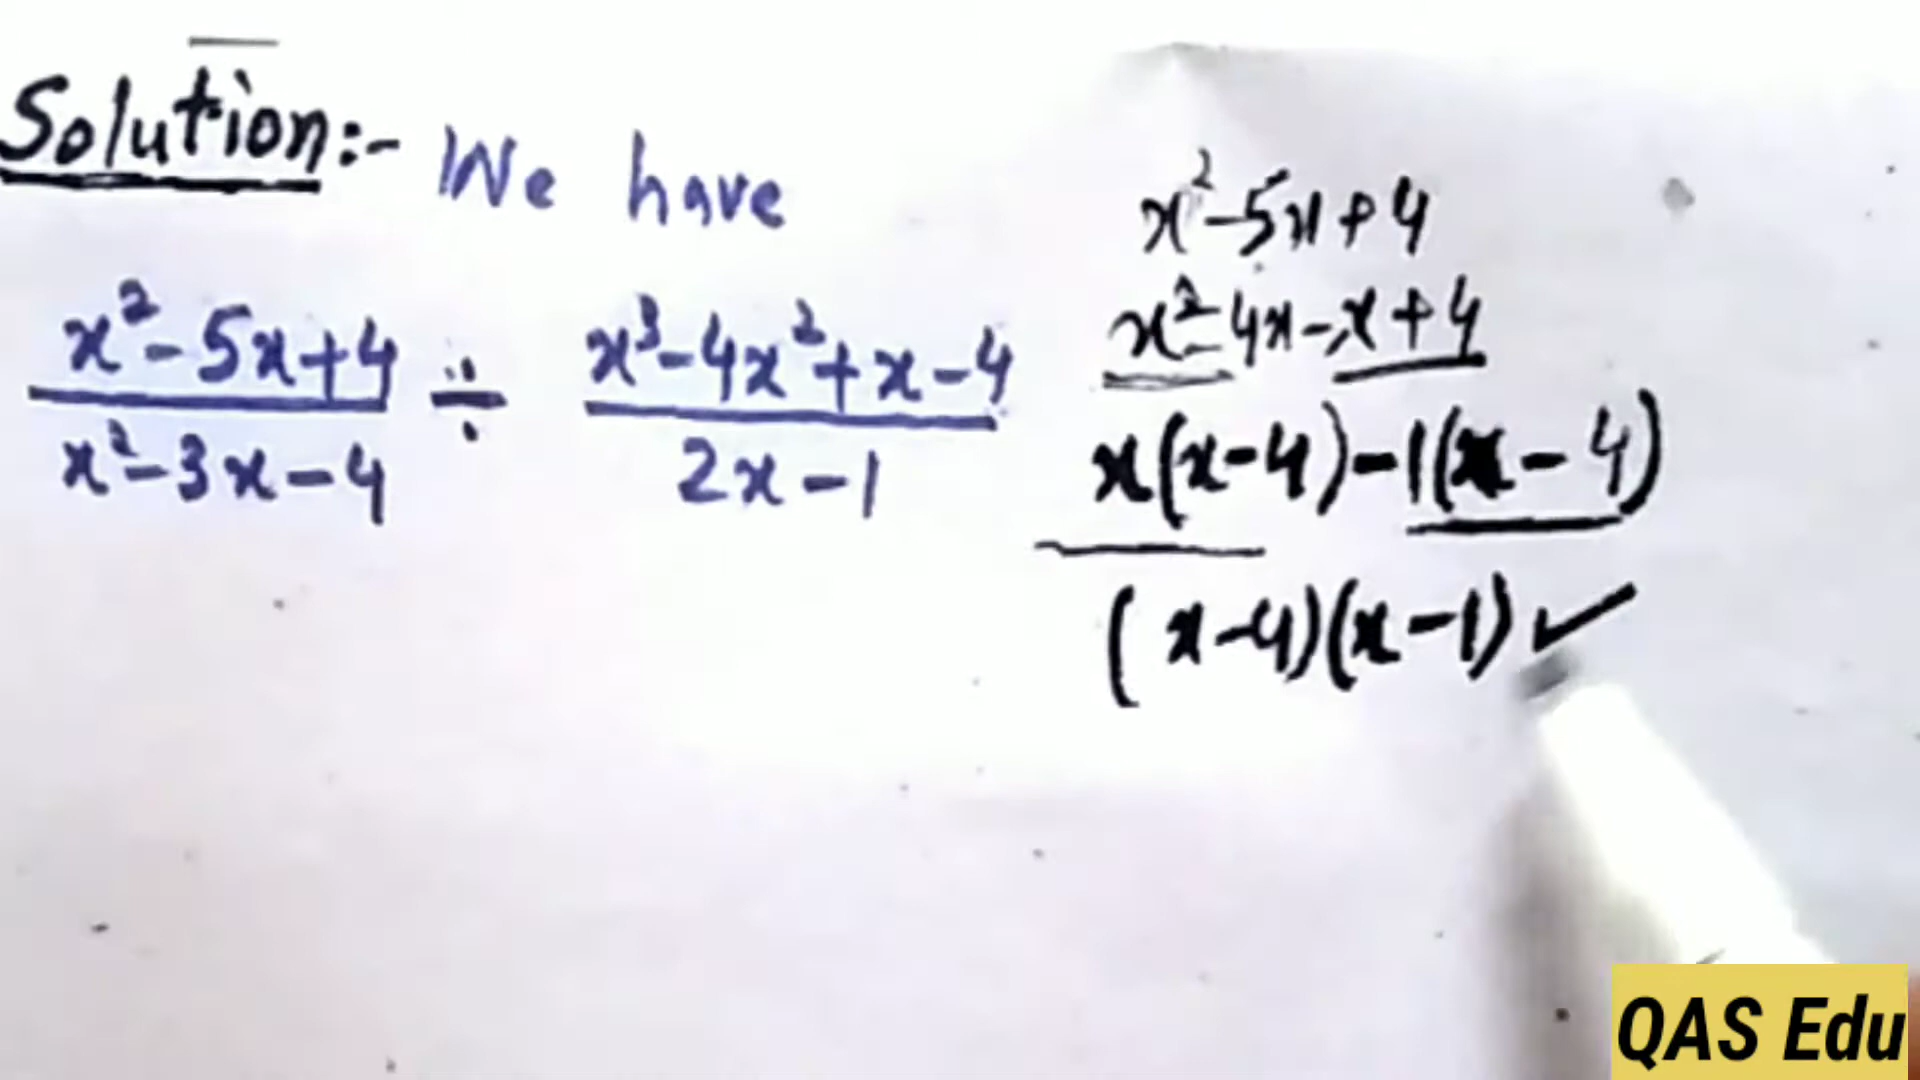 Solution:- We have
x²-5x+4 / x²-3x-4 ÷ x³-4x²+x-4 / 2x-1
x²-5x+4
x²-4x-x+4
x(x-4)-1(x-4)
(x-4)(x-1)✓
QAS Edu